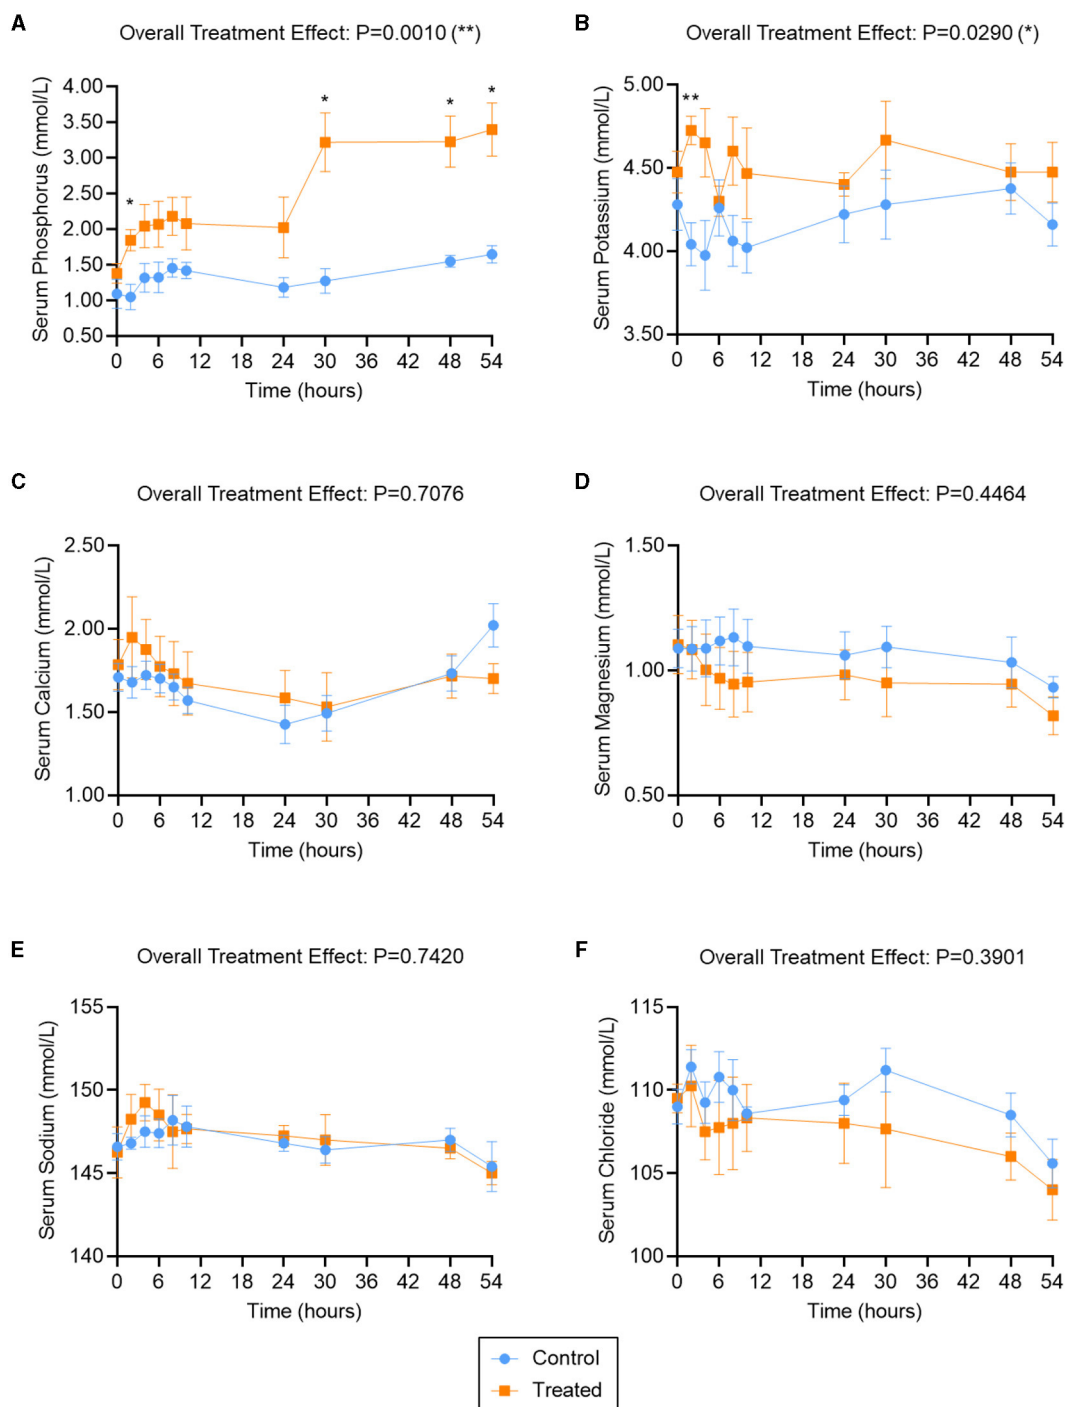 A
Overall Treatment Effect: P=0.0010 (**)
Serum Phosphorus (mmol/L)
4.00
3.50
3.00
2.50
2.00
1.50
1.00
0.50
*
*
*
*
0 6 12 18 24 30 36 42 48 54
Time (hours)
B
Overall Treatment Effect: P=0.0290 (*)
Serum Potassium (mmol/L)
5.00
4.50
4.00
3.50
**
0 6 12 18 24 30 36 42 48 54
Time (hours)
C
Overall Treatment Effect: P=0.7076
Serum Calcium (mmol/L)
2.50
2.00
1.50
1.00
0 6 12 18 24 30 36 42 48 54
Time (hours)
D
Overall Treatment Effect: P=0.4464
Serum Magnesium (mmol/L)
1.50
1.00
0.50
0 6 12 18 24 30 36 42 48 54
Time (hours)
E
Overall Treatment Effect: P=0.7420
Serum Sodium (mmol/L)
155
150
145
140
0 6 12 18 24 30 36 42 48 54
Time (hours)
F
Overall Treatment Effect: P=0.3901
Serum Chloride (mmol/L)
115
110
105
100
0 6 12 18 24 30 36 42 48 54
Time (hours)
Control
Treated